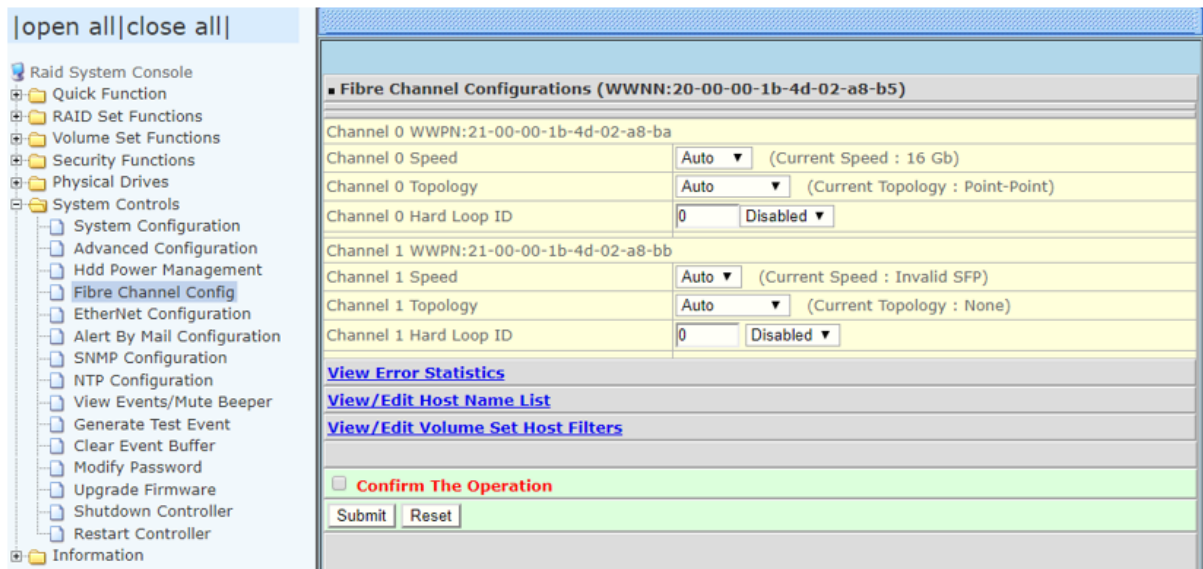 |open all|close all|
Raid System Console
Quick Function
RAID Set Functions
Volume Set Functions
Security Functions
Physical Drives
System Controls
System Configuration
Advanced Configuration
Hdd Power Management
Fibre Channel Config
EtherNet Configuration
Alert By Mail Configuration
SNMP Configuration
NTP Configuration
View Events/Mute Beeper
Generate Test Event
Clear Event Buffer
Modify Password
Upgrade Firmware
Shutdown Controller
Restart Controller
Information
Fibre Channel Configurations (WWNN:20-00-00-1b-4d-02-a8-b5)
Channel 0 WWPN:21-00-00-1b-4d-02-a8-ba
Channel 0 Speed Auto (Current Speed : 16 Gb)
Channel 0 Topology Auto (Current Topology : Point-Point)
Channel 0 Hard Loop ID 0 Disabled
Channel 1 WWPN:21-00-00-1b-4d-02-a8-bb
Channel 1 Speed Auto (Current Speed : Invalid SFP)
Channel 1 Topology Auto (Current Topology : None)
Channel 1 Hard Loop ID 0 Disabled
View Error Statistics
View/Edit Host Name List
View/Edit Volume Set Host Filters
Confirm The Operation
Submit Reset